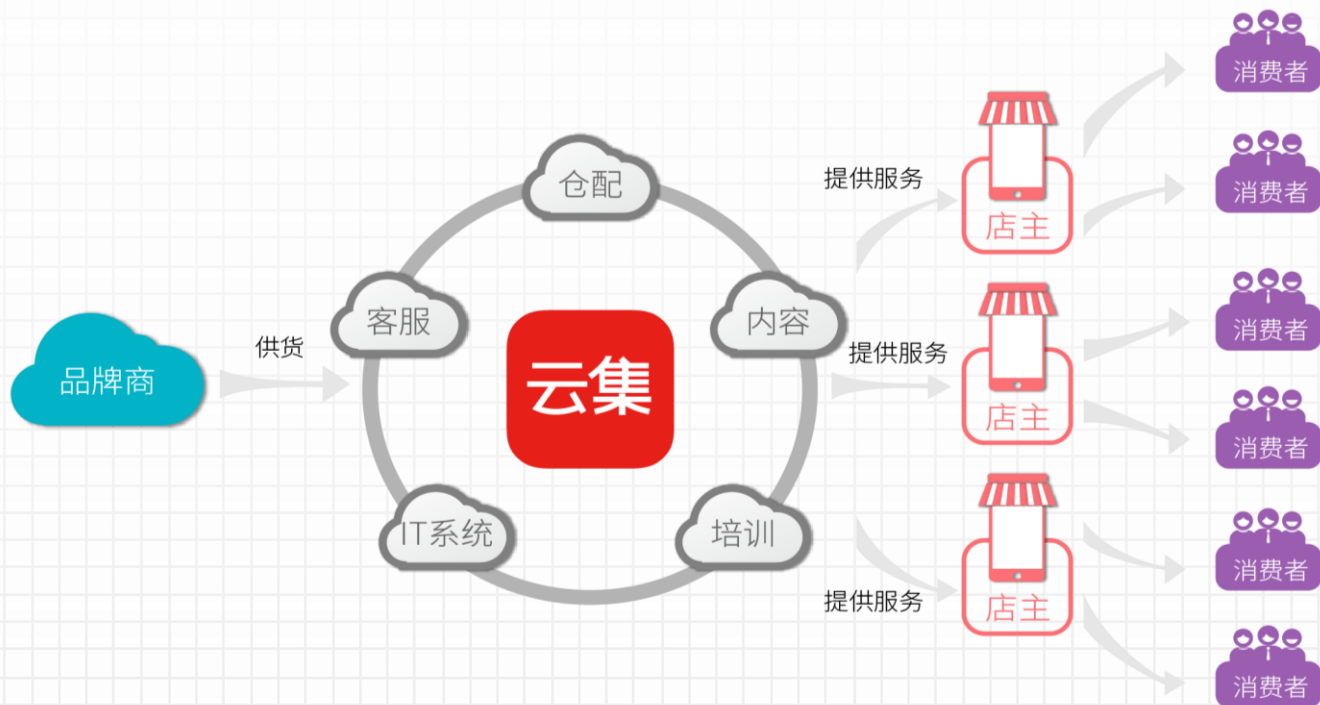 品牌商
供货
仓配
客服
内容
云集
IT系统
培训
提供服务
提供服务
提供服务
店主
店主
店主
消费者
消费者
消费者
消费者
消费者
消费者